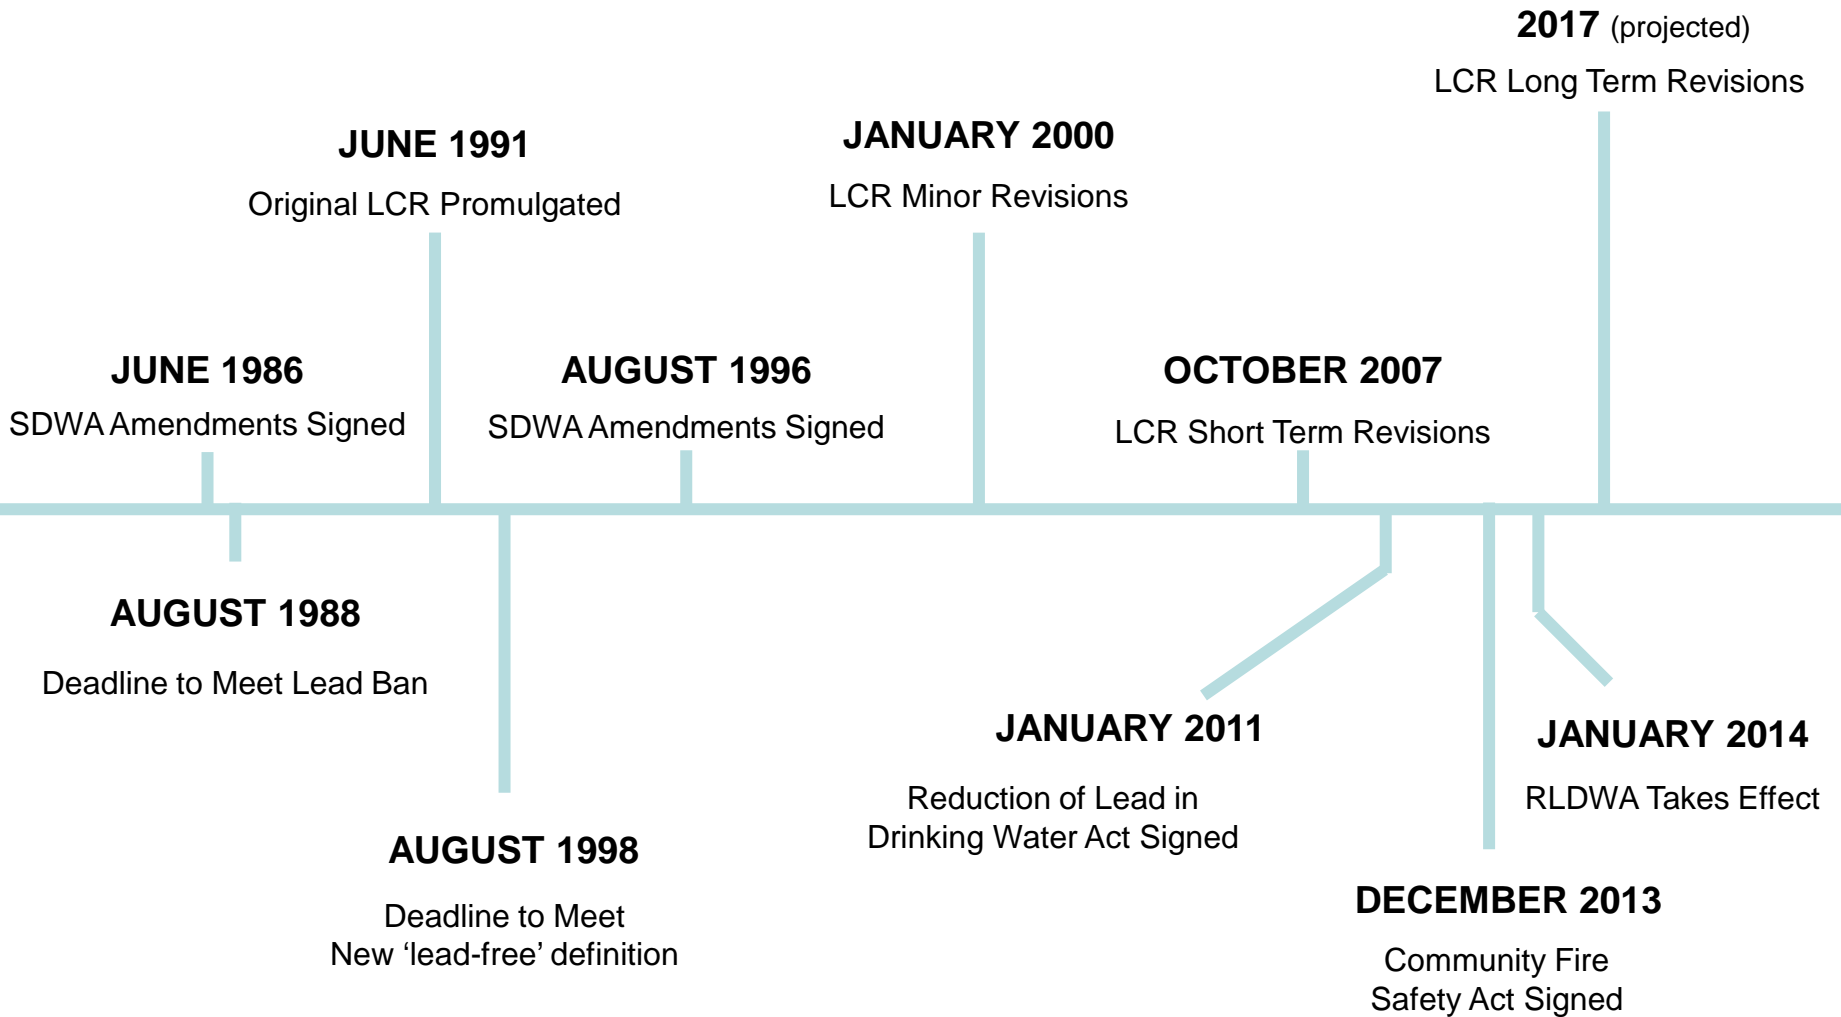 2017 (projected)
LCR Long Term Revisions
JUNE 1991
Original LCR Promulgated
JANUARY 2000
LCR Minor Revisions
JUNE 1986
SDWA Amendments Signed
AUGUST 1996
SDWA Amendments Signed
OCTOBER 2007
LCR Short Term Revisions
AUGUST 1988
Deadline to Meet Lead Ban
AUGUST 1998
Deadline to Meet
New ‘lead-free’ definition
JANUARY 2011
Reduction of Lead in
Drinking Water Act Signed
JANUARY 2014
RLDWA Takes Effect
DECEMBER 2013
Community Fire
Safety Act Signed